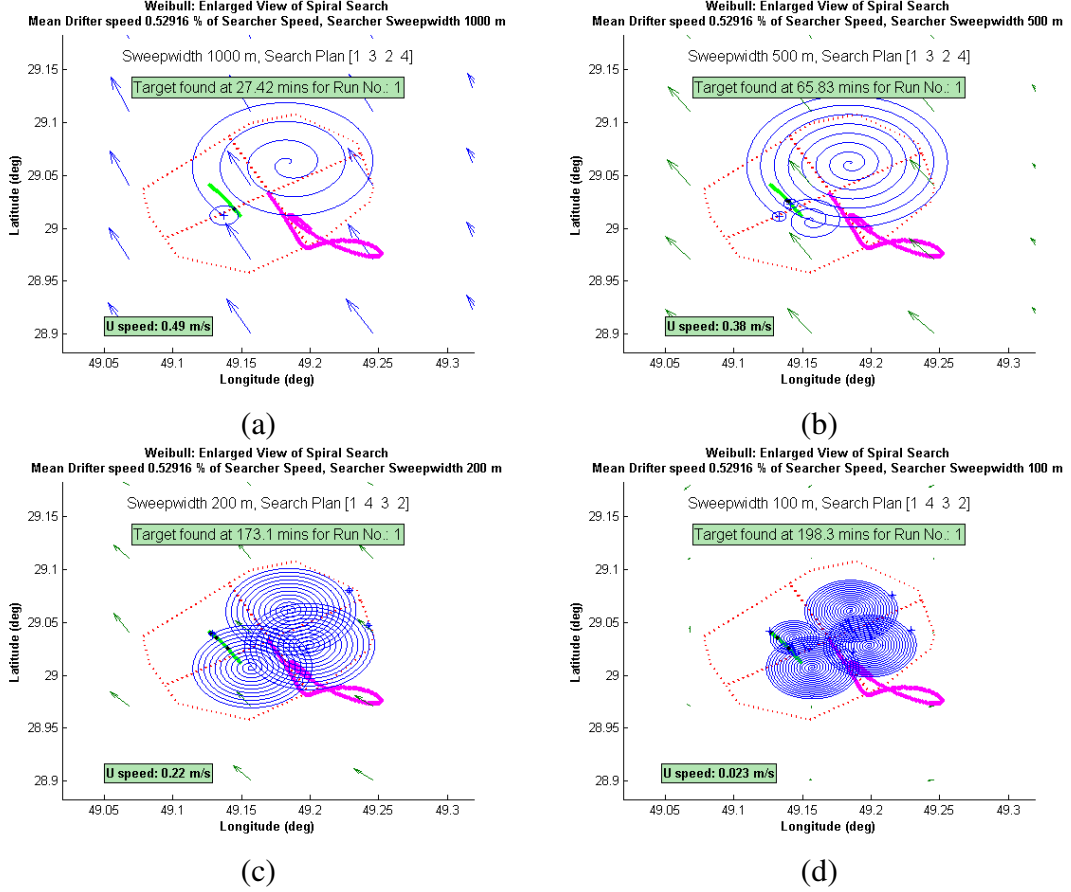 Weibull: Enlarged View of Spiral Search
Mean Drifter speed 0.52916 % of Searcher Speed, Searcher Sweepwidth 1000 m
Sweepwidth 1000 m, Search Plan [1 3 2 4]
Target found at 27.42 mins for Run No.: 1
29.15
29.1
29.05
29
28.95
28.9
Latitude (deg)
U speed: 0.49 m/s
49.05 49.1 49.15 49.2 49.25 49.3
Longitude (deg)
(a)
Weibull: Enlarged View of Spiral Search
Mean Drifter speed 0.52916 % of Searcher Speed, Searcher Sweepwidth 500 m
Sweepwidth 500 m, Search Plan [1 3 2 4]
Target found at 65.83 mins for Run No.: 1
29.15
29.1
29.05
29
28.95
28.9
Latitude (deg)
U speed: 0.38 m/s
49.05 49.1 49.15 49.2 49.25 49.3
Longitude (deg)
(b)
Weibull: Enlarged View of Spiral Search
Mean Drifter speed 0.52916 % of Searcher Speed, Searcher Sweepwidth 200 m
Sweepwidth 200 m, Search Plan [1 4 3 2]
Target found at 173.1 mins for Run No.: 1
29.15
29.1
29.05
29
28.95
28.9
Latitude (deg)
U speed: 0.22 m/s
49.05 49.1 49.15 49.2 49.25 49.3
Longitude (deg)
(c)
Weibull: Enlarged View of Spiral Search
Mean Drifter speed 0.52916 % of Searcher Speed, Searcher Sweepwidth 100 m
Sweepwidth 100 m, Search Plan [1 4 3 2]
Target found at 198.3 mins for Run No.: 1
29.15
29.1
29.05
29
28.95
28.9
Latitude (deg)
U speed: 0.023 m/s
49.05 49.1 49.15 49.2 49.25 49.3
Longitude (deg)
(d)